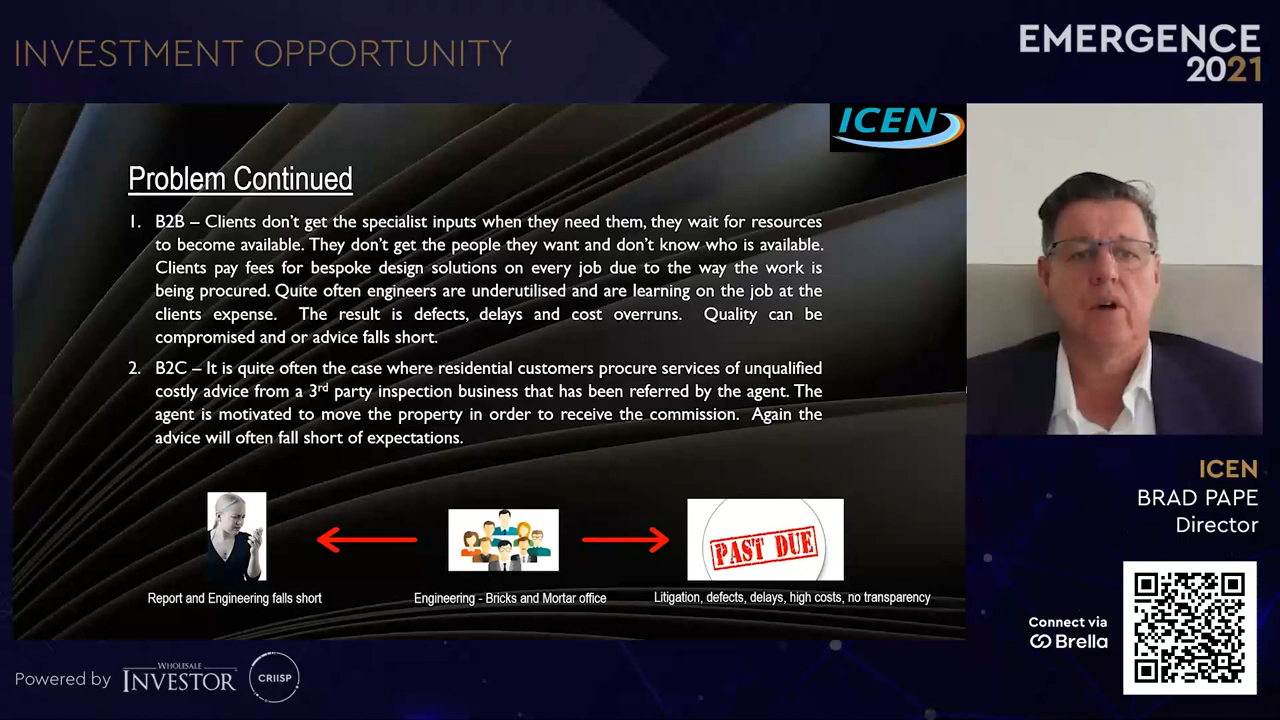 INVESTMENT OPPORTUNITY
EMERGENCE
2021
ICEN
Problem Continued
1. B2B – Clients don't get the specialist inputs when they need them, they wait for resources
to become available. They don't get the people they want and don't know who is available.
Clients pay fees for bespoke design solutions on every job due to the way the work is
being procured. Quite often engineers are underutilised and are learning on the job at the
clients expense. The result is defects, delays and cost overruns. Quality can be
compromised and or advice falls short.
2. B2C – It is quite often the case where residential customers procure services of unqualified
costly advice from a 3rd party inspection business that has been referred by the agent. The
agent is motivated to move the property in order to receive the commission. Again the
advice will often fall short of expectations.
PAST DUE
Report and Engineering falls short
Engineering - Bricks and Mortar office
Litigation, defects, delays, high costs, no transparency
ICEN
BRAD PAPE
Director
Connect via
Brella
Powered by
WHOLESALE
INVESTOR
CRIISP